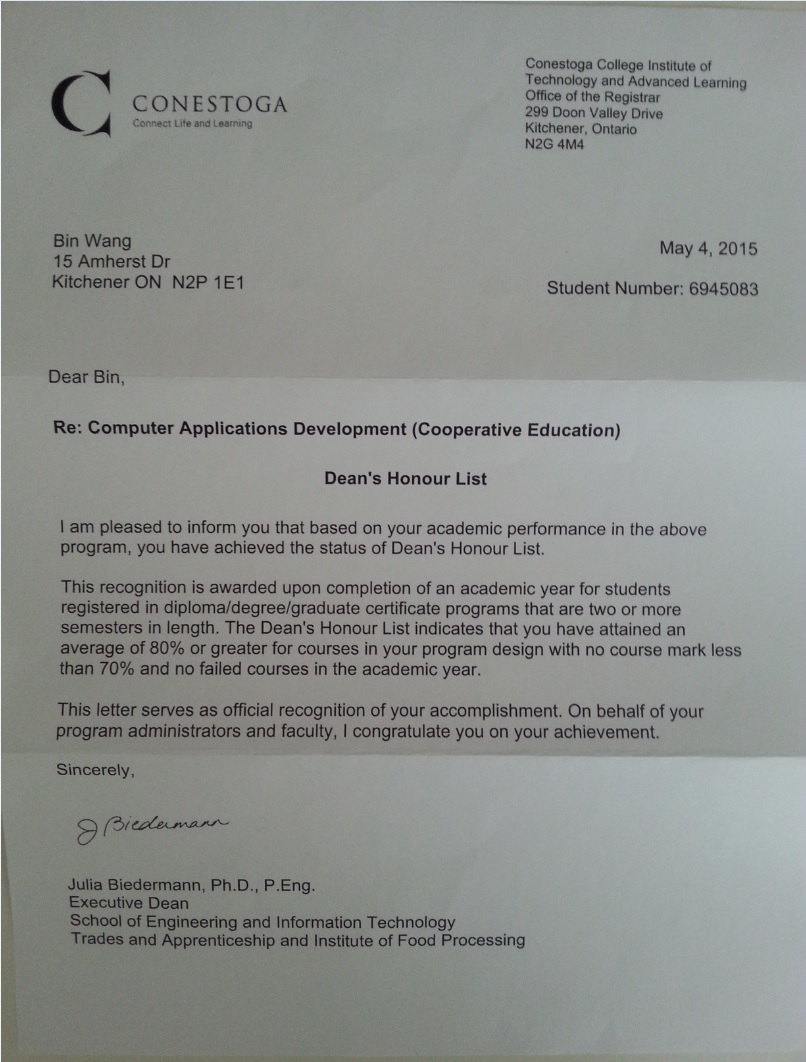 CONESTOGA
Connect Life and Learning
Conestoga College Institute of
Technology and Advanced Learning
Office of the Registrar
299 Doon Valley Drive
Kitchener, Ontario
N2G 4M4
Bin Wang
15 Amherst Dr
Kitchener ON  N2P 1E1
May 4, 2015
Student Number: 6945083
Dear Bin,
Re: Computer Applications Development (Cooperative Education)
Dean's Honour List
I am pleased to inform you that based on your academic performance in the above
program, you have achieved the status of Dean's Honour List.
This recognition is awarded upon completion of an academic year for students
registered in diploma/degree/graduate certificate programs that are two or more
semesters in length. The Dean's Honour List indicates that you have attained an
average of 80% or greater for courses in your program design with no course mark less
than 70% and no failed courses in the academic year.
This letter serves as official recognition of your accomplishment. On behalf of your
program administrators and faculty, I congratulate you on your achievement.
Sincerely,
J Biedermann
Julia Biedermann, Ph.D., P.Eng.
Executive Dean
School of Engineering and Information Technology
Trades and Apprenticeship and Institute of Food Processing